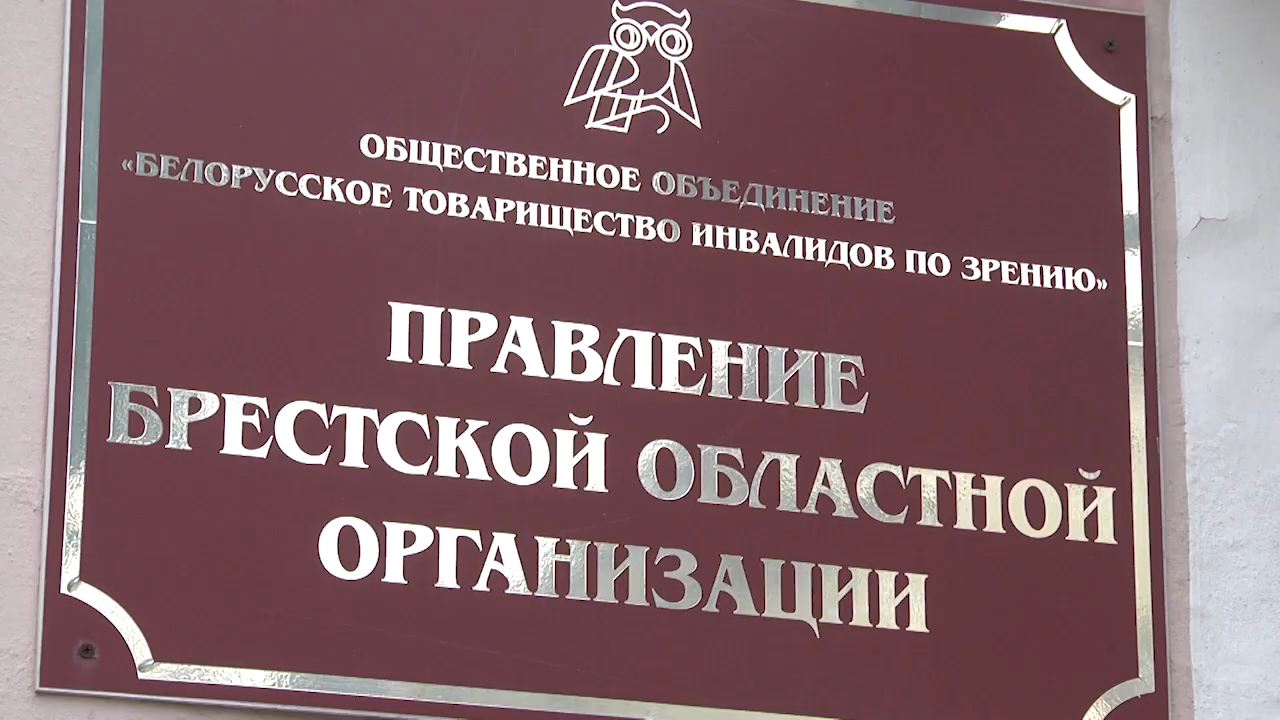 ОБЩЕСТВЕННОЕ ОБЪЕДИНЕНИЕ
«БЕЛОРУССКОЕ ТОВАРИЩЕСТВО ИНВАЛИДОВ ПО ЗРЕНИЮ»
ПРАВЛЕНИЕ
БРЕСТСКОЙ ОБЛАСТНОЙ
ОРГАНИЗАЦИИ